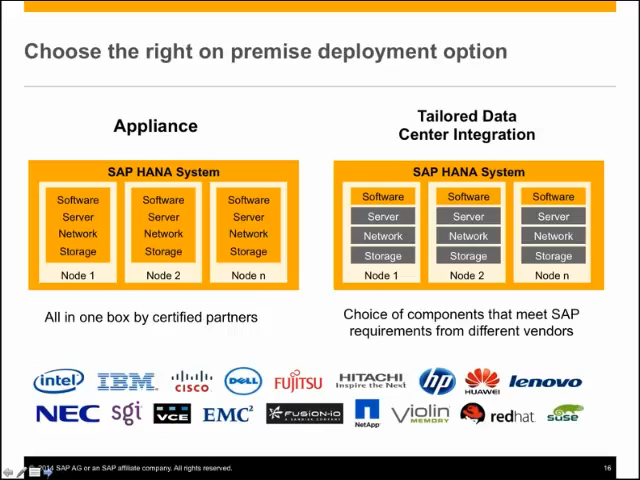 Choose the right on premise deployment option
Appliance
SAP HANA System
Software
Server
Network
Storage
Node 1
Software
Server
Network
Storage
Node 2
Software
Server
Network
Storage
Node n
All in one box by certified partners
Tailored Data
Center Integration
SAP HANA System
Software
Server
Network
Storage
Node 1
Software
Server
Network
Storage
Node 2
Software
Server
Network
Storage
Node n
Choice of components that meet SAP
requirements from different vendors
intel IBM CISCO DELL FUJITSU HITACHI Inspire the Next hp HUAWEI lenovo
NEC sgi VCE EMC² FUSION-iO NetApp Violin MEMORY redhat SUSE
2014 SAP AG or an SAP affiliate company. All rights reserved.
16